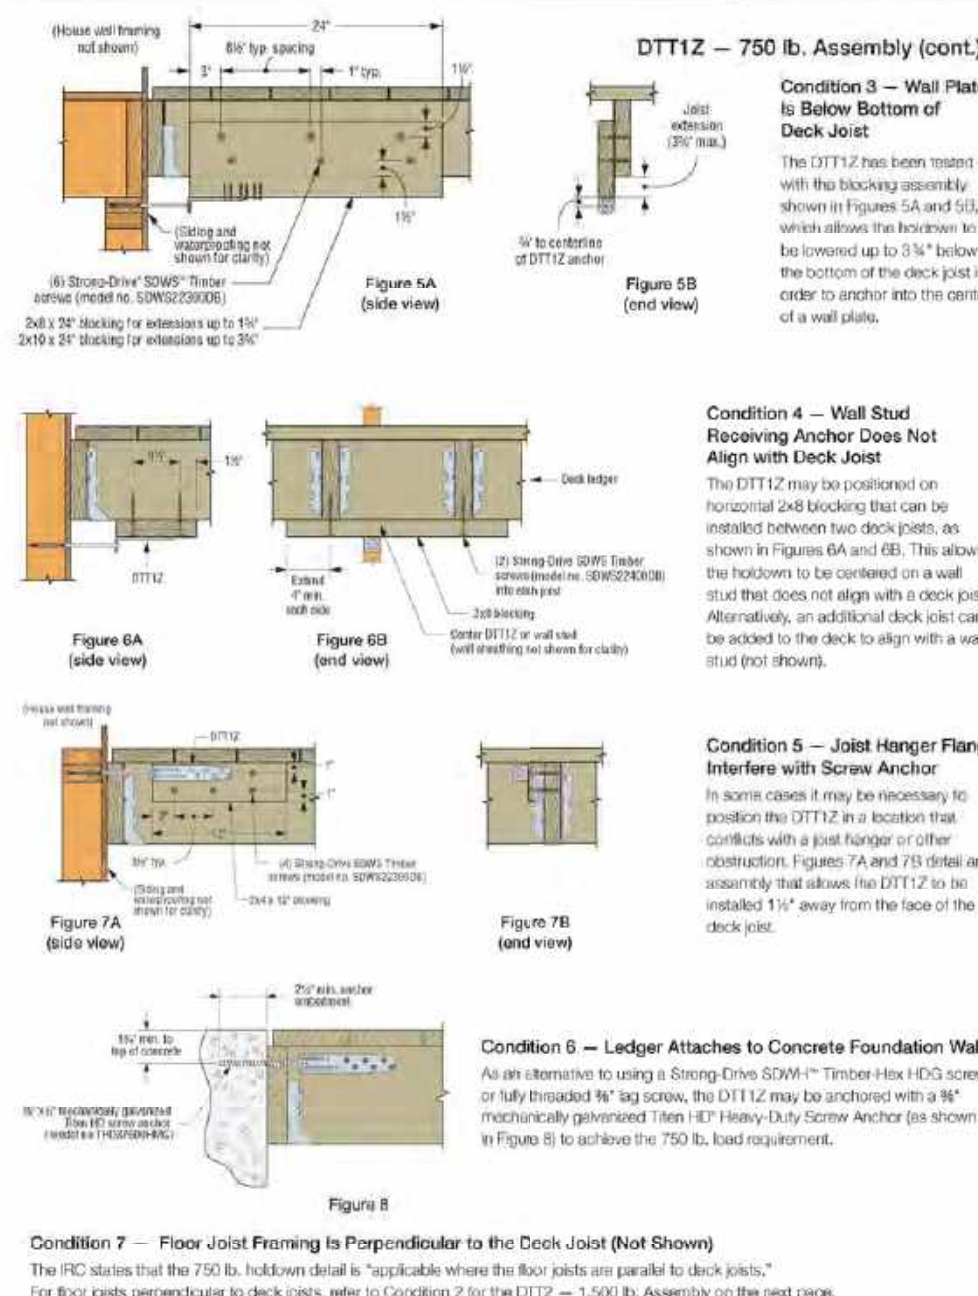 DTT1Z — 750 lb. Assembly (cont.)
(House wall framing
not shown)
24"
8½" typ. spacing
3"
1" typ.
1½"
1½"
(Siding and
waterproofing not
shown for clarity)
(6) Strong-Drive® SDWS™ Timber
screws (model no. SDWS22300DB)
2x8 x 24" blocking for extensions up to 1¾"
2x10 x 24" blocking for extensions up to 3¾"
Figure 5A
(side view)
Joist
extension
(3¾" max.)
¾" to centerline
of DTT1Z anchor
Figure 5B
(end view)
Condition 3 — Wall Plate
Is Below Bottom of
Deck Joist
The DTT1Z has been tested
with the blocking assembly
shown in Figures 5A and 5B,
which allows the holdown to
be lowered up to 3¾" below
the bottom of the deck joist
order to anchor into the
of a wall plate.
1½"
DTT1Z
Figure 6A
(side view)
Deck ledger
(2) Strong-Drive SDWS Timber
screws (model no. SDWS22400DB)
into each joist
Extend
4" min.
each side
2x8 blocking
Center DTT1Z on wall stud
(wall sheathing not shown for clarity)
Figure 6B
(end view)
Condition 4 — Wall Stud
Receiving Anchor Does Not
Align with Deck Joist
The DTT1Z may be positioned on
horizontal 2x8 blocking that can be
installed between two deck joists, as
shown in Figures 6A and 6B. This allows
the holdown to be centered on a wall
stud that does not align with a deck
Alternatively, an additional deck joist can
be added to the deck to align with a
stud (not shown).
(House wall framing
not shown)
DTT1Z
1"
1"
3"
12"
typ.
(4) Strong-Drive SDWS Timber
screws (model no. SDWS22300DB)
(Siding and
waterproofing not
shown for clarity)
2x4 x 12" blocking
Figure 7A
(side view)
Figure 7B
(end view)
Condition 5 — Joist Hanger
Interfere with Screw Anchor
In some cases it may be necessary to
position the DTT1Z in a location that
conflicts with a joist hanger or other
obstruction. Figures 7A and 7B detail an
assembly that allows the DTT1Z to be
installed 1½" away from the face of the
deck joist.
2½" min. anchor
embedment
min. to
top of concrete
mechanically galvanized
Titen HD screw anchor
Figure 8
Condition 6 — Ledger Attaches to Concrete Foundation Wall
As an alternative to using a Strong-Drive SDWH™ Timber-Hex HDG screw
or fully threaded ⅜" lag screw, the DTT1Z may be anchored with a ⅜"
mechanically galvanized Titen HD® Heavy-Duty Screw Anchor (as shown
in Figure 8) to achieve the 750 lb. load requirement.
Condition 7 — Floor Joist Framing Is Perpendicular to the Deck Joist (Not Shown)
The IRC states that the 750 lb. holdown detail is "applicable where the floor joists are parallel to deck joists."
For floor joists perpendicular to deck joists, refer to Condition 2 for the DTT2 — 1,500 lb. Assembly on the next page.